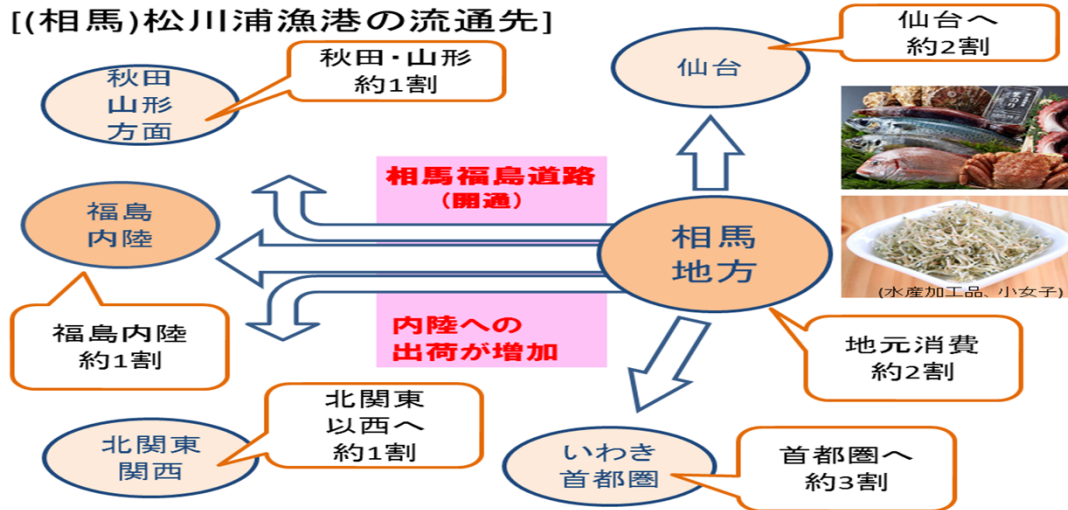 [(相馬)松川浦漁港の流通先]
秋田
山形
方面
秋田・山形
約1割
仙台
仙台へ
約2割
相馬福島道路
(開通)
福島
内陸
相馬
地方
(水産加工品、小女子)
福島内陸
約1割
内陸への
出荷が増加
地元消費
約2割
北関東
関西
北関東
以西へ
約1割
いわき
首都圏
首都圏へ
約3割